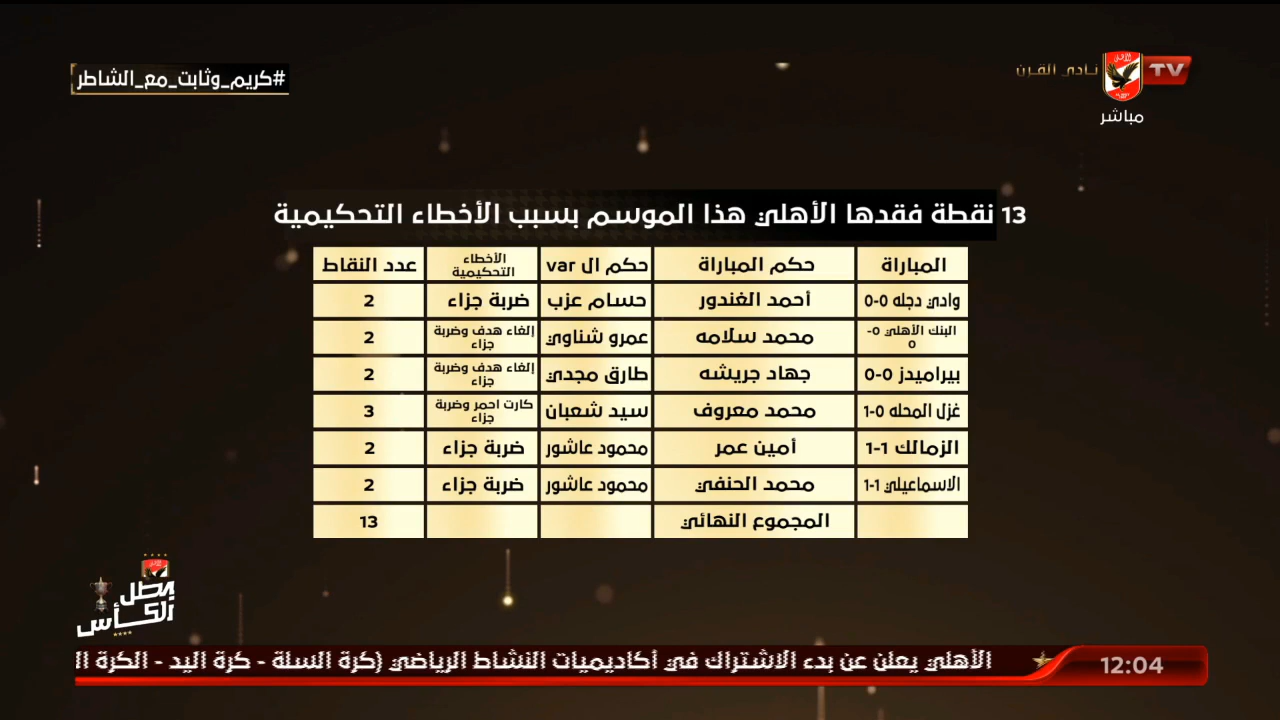 #كريم_وثابت_مع_الشاطر
نادي القرن
TV
مباشر
13 نقطة فقدها الأهلي هذا الموسم بسبب الأخطاء التحكيمية
المباراة حكم المباراة حكم ال var الأخطاء التحكيمية عدد النقاط
وادي دجله 0-0 أحمد الغندور حسام عزب ضربة جزاء 2
البنك الأهلي 0-0 محمد سلامه عمرو شناوي إلغاء هدف وضربة جزاء 2
بيراميدز 0-0 جهاد جريشه طارق مجدي إلغاء هدف وضربة جزاء 2
غزل المحله 0-1 محمد معروف سيد شعبان كارت احمر وضربة جزاء 3
الزمالك 1-1 أمين عمر محمود عاشور ضربة جزاء 2
الاسماعيلي 1-1 محمد الحنفي محمود عاشور ضربة جزاء 2
المجموع النهائي 13
بطل
الكأس
12:04 الأهلي يعلن عن بدء الاشتراك في أكاديميات النشاط الرياضي (كرة السلة - كرة اليد - الكرة ال